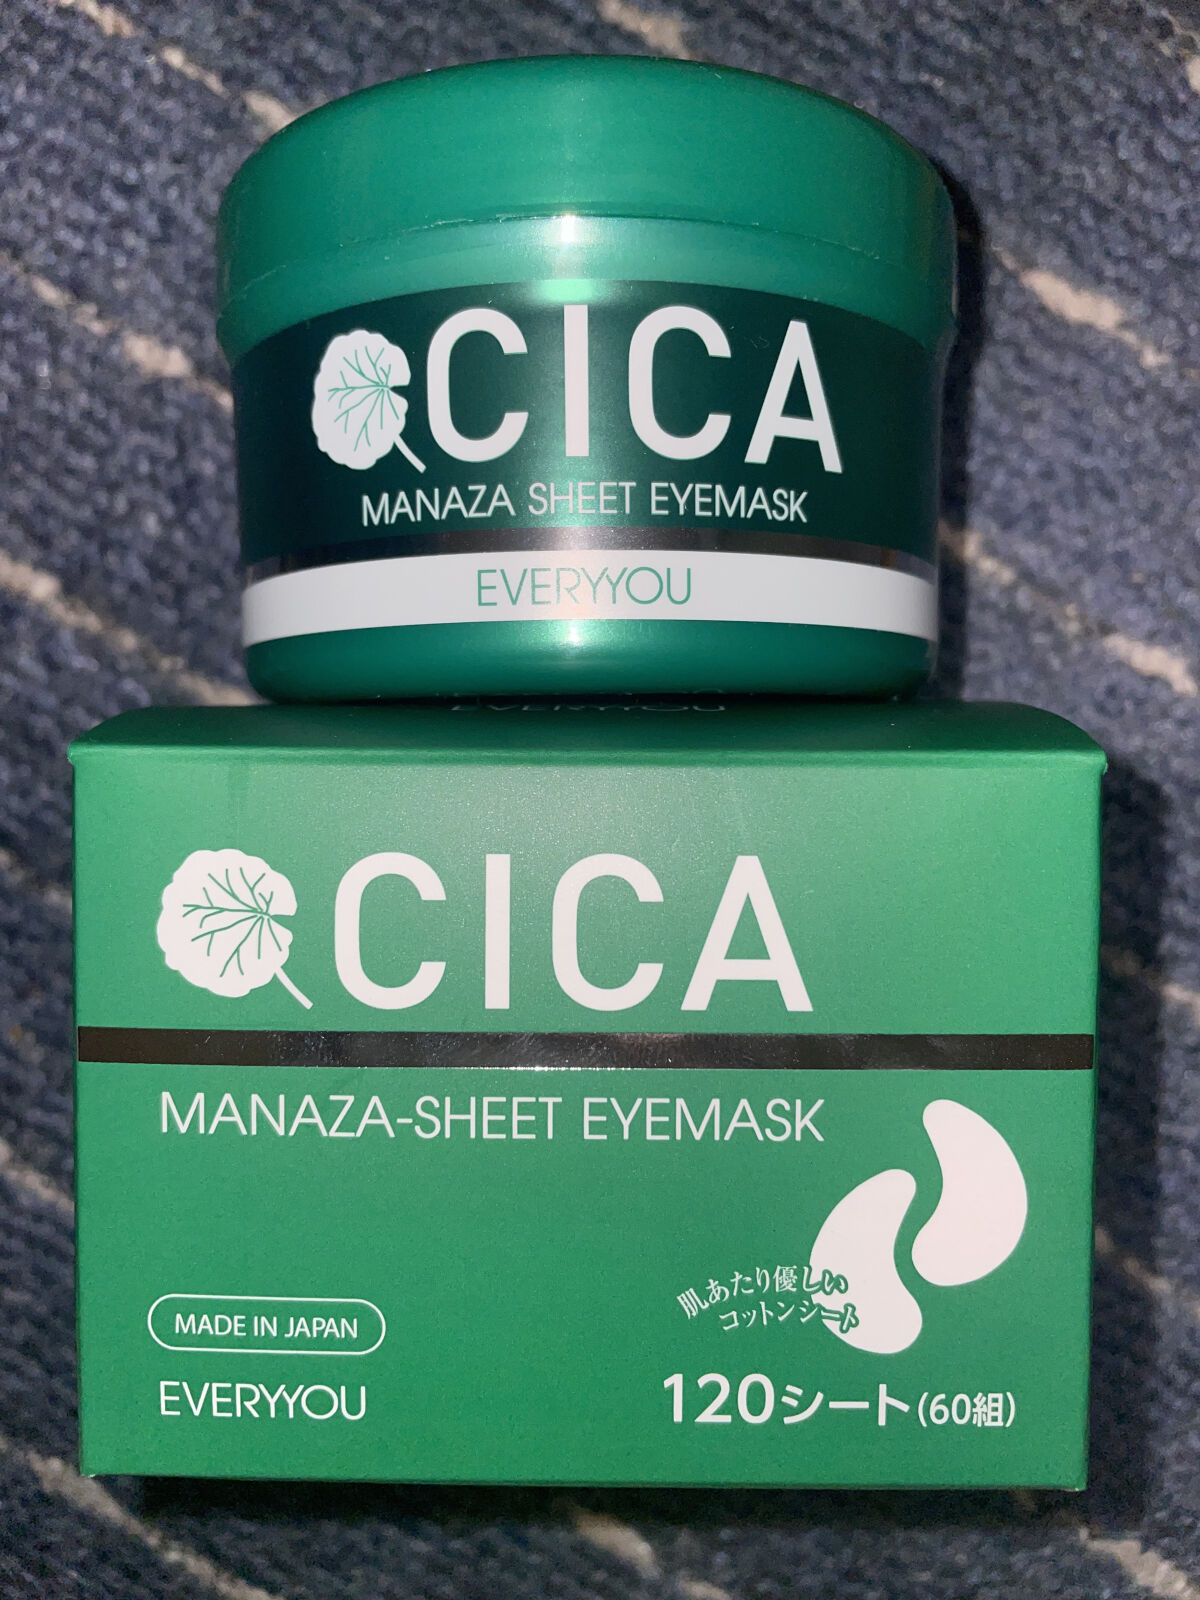 CICA
MANAZA SHEET EYEMASK
EVERYYOU
EVERYYOU
CICA
MANAZA-SHEET EYEMASK
肌あたり優しい
コットンシート
MADE IN JAPAN
EVERYYOU
120シート(60組)